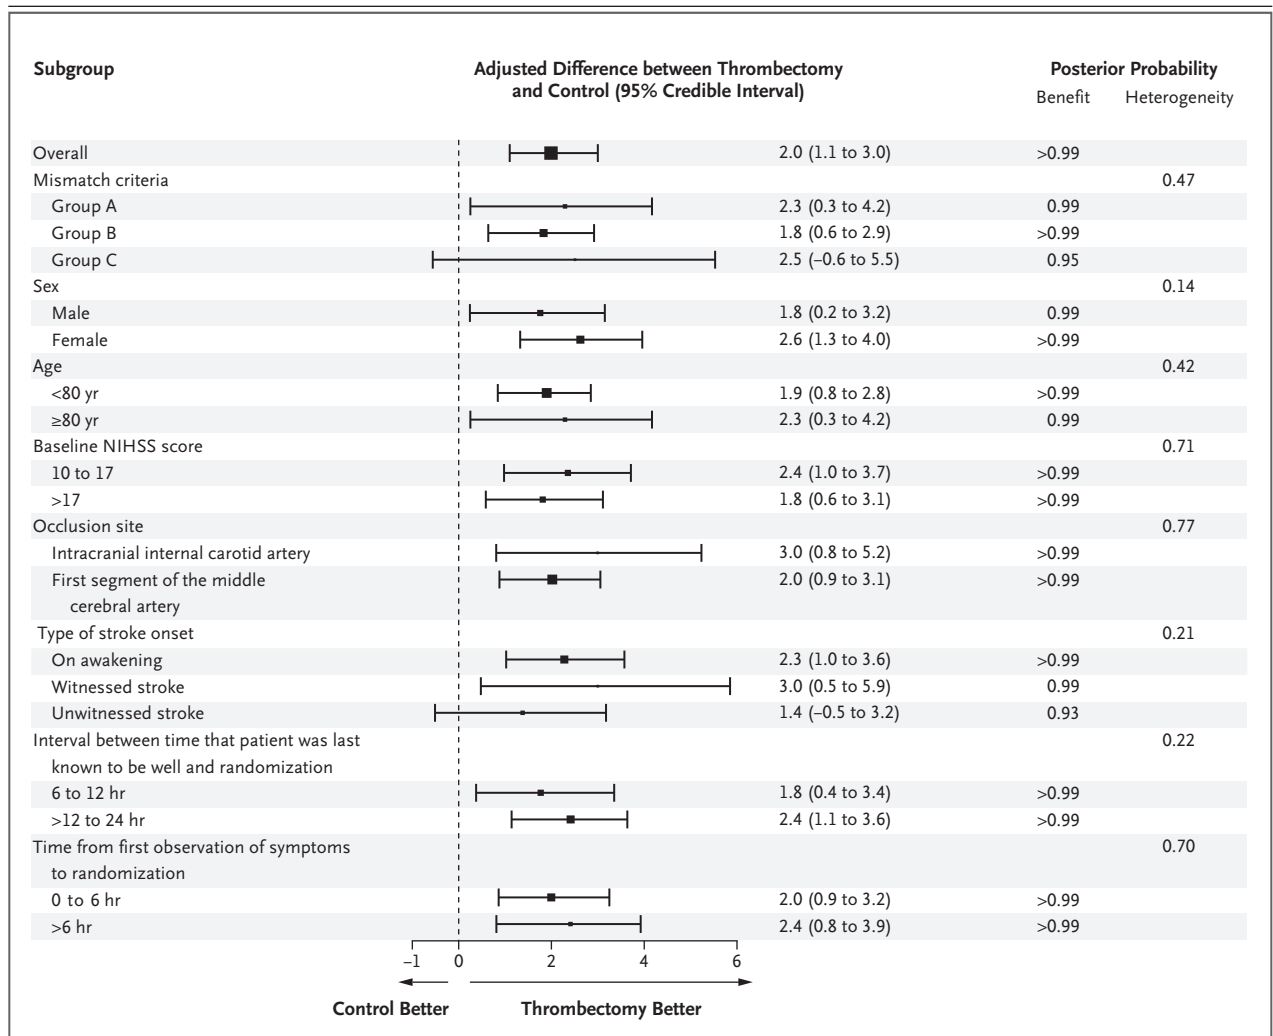 Subgroup Adjusted Difference between Thrombectomy Posterior Probability
and Control (95% Credible Interval) Benefit Heterogeneity
Overall 2.0 (1.1 to 3.0) >0.99
Mismatch criteria 0.47
Group A 2.3 (0.3 to 4.2) 0.99
Group B 1.8 (0.6 to 2.9) >0.99
Group C 2.5 (–0.6 to 5.5) 0.95
Sex 0.14
Male 1.8 (0.2 to 3.2) 0.99
Female 2.6 (1.3 to 4.0) >0.99
Age 0.42
<80 yr 1.9 (0.8 to 2.8) >0.99
≥80 yr 2.3 (0.3 to 4.2) 0.99
Baseline NIHSS score 0.71
10 to 17 2.4 (1.0 to 3.7) >0.99
>17 1.8 (0.6 to 3.1) >0.99
Occlusion site 0.77
Intracranial internal carotid artery 3.0 (0.8 to 5.2) >0.99
First segment of the middle 2.0 (0.9 to 3.1) >0.99
cerebral artery
Type of stroke onset 0.21
On awakening 2.3 (1.0 to 3.6) >0.99
Witnessed stroke 3.0 (0.5 to 5.9) 0.99
Unwitnessed stroke 1.4 (–0.5 to 3.2) 0.93
Interval between time that patient was last 0.22
known to be well and randomization
6 to 12 hr 1.8 (0.4 to 3.4) >0.99
>12 to 24 hr 2.4 (1.1 to 3.6) >0.99
Time from first observation of symptoms 0.70
to randomization
0 to 6 hr 2.0 (0.9 to 3.2) >0.99
>6 hr 2.4 (0.8 to 3.9) >0.99
–1 0 2 4 6
Control Better Thrombectomy Better